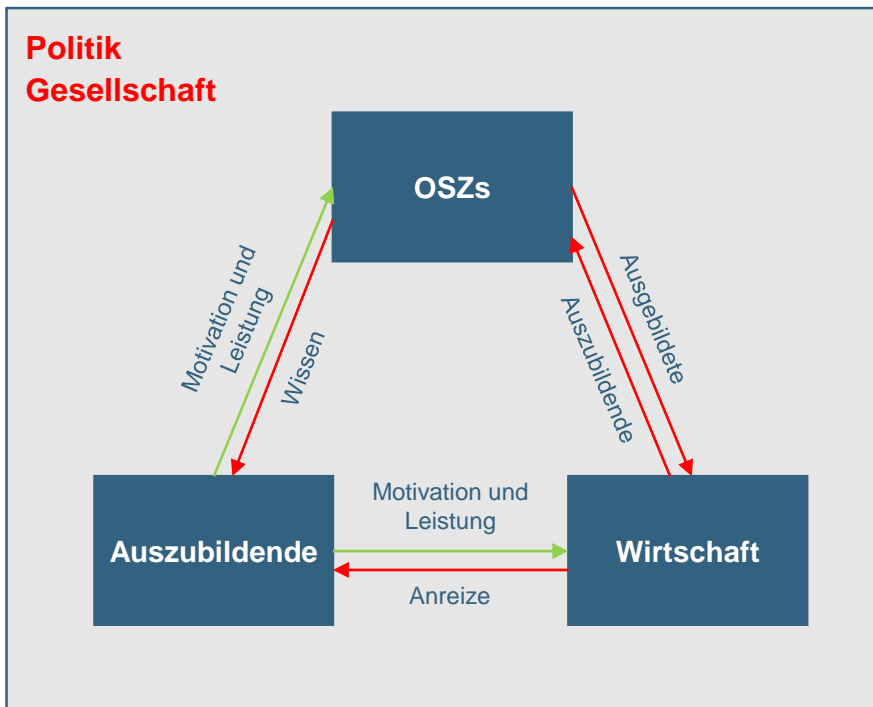 Politik
Gesellschaft
OSZs
Motivation und
Leistung
Wissen
Ausgebildete
Auszubildende
Motivation und
Leistung
Auszubildende
Wirtschaft
Anreize